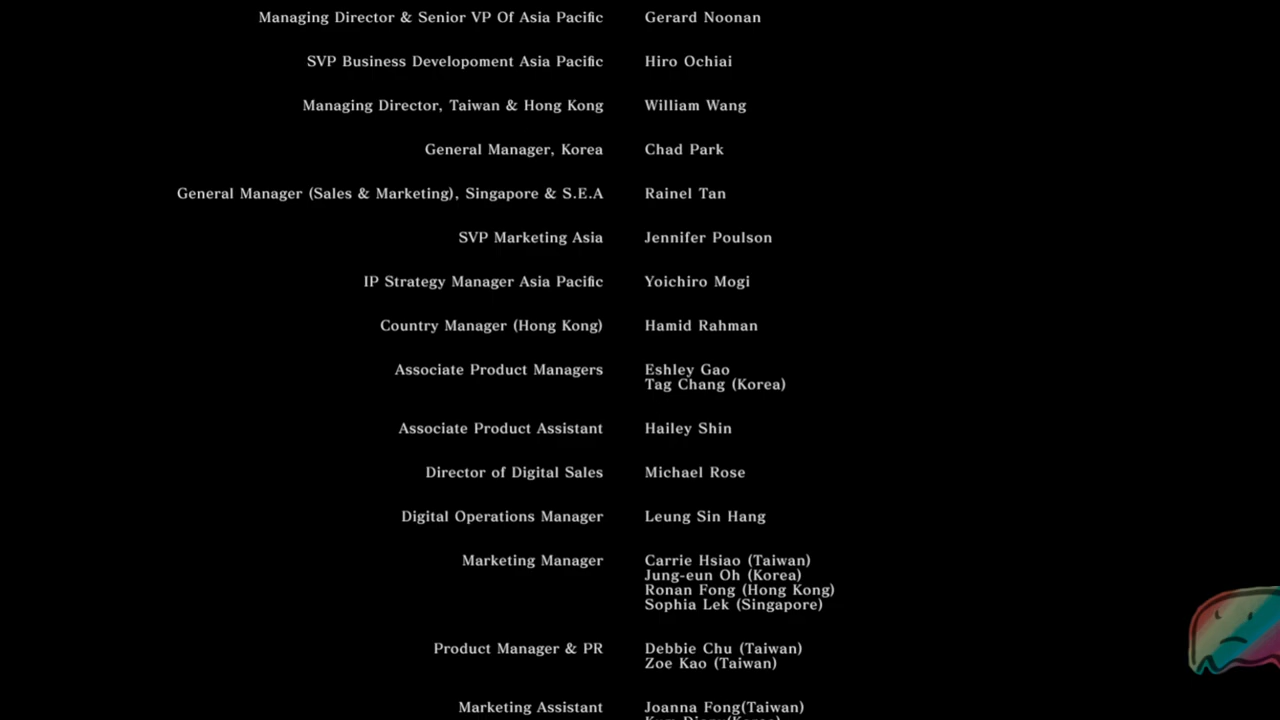 Managing Director & Senior VP Of Asia Pacific Gerard Noonan
SVP Business Developoment Asia Pacific Hiro Ochiai
Managing Director, Taiwan & Hong Kong William Wang
General Manager, Korea Chad Park
General Manager (Sales & Marketing), Singapore & S.E.A Rainel Tan
SVP Marketing Asia Jennifer Poulson
IP Strategy Manager Asia Pacific Yoichiro Mogi
Country Manager (Hong Kong) Hamid Rahman
Associate Product Managers Eshley Gao
Tag Chang (Korea)
Associate Product Assistant Hailey Shin
Director of Digital Sales Michael Rose
Digital Operations Manager Leung Sin Hang
Marketing Manager Carrie Hsiao (Taiwan)
Jung-eun Oh (Korea)
Ronan Fong (Hong Kong)
Sophia Lek (Singapore)
Product Manager & PR Debbie Chu (Taiwan)
Zoe Kao (Taiwan)
Marketing Assistant Joanna Fong(Taiwan)